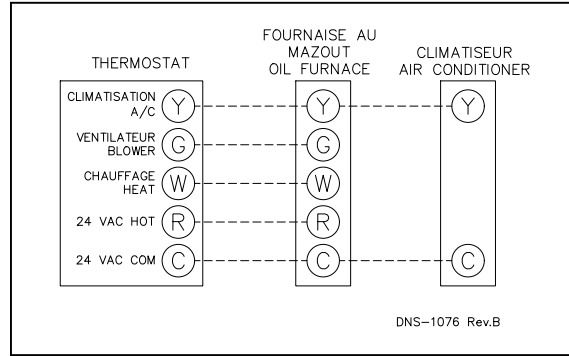 THERMOSTAT
FOURNAISE AU
MAZOUT
OIL FURNACE
CLIMATISEUR
AIR CONDITIONER
CLIMATISATION
A/C
Y
Y
Y
VENTILATEUR
BLOWER
G
G
CHAUFFAGE
HEAT
W
W
24 VAC HOT
R
R
24 VAC COM
C
C
C
DNS-1076 Rev.B